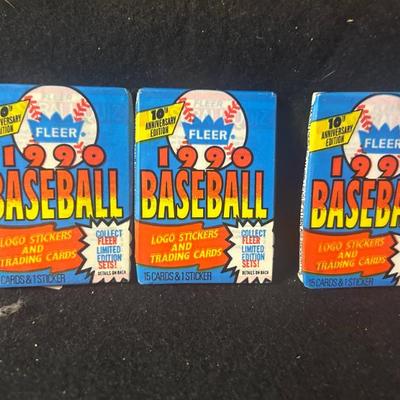 10th
ANNIVERSARY
EDITION
FLEER
1990
BASEBALL
LOGO STICKERS
AND
TRADING CARDS
COLLECT
FLEER
LIMITED
EDITION
SETS!
DETAILS ON BACK
15 CARDS & 1 STICKER
FLEER
10th
ANNIVERSARY
EDITION
FLEER
1990
BASEBALL
LOGO STICKERS
AND
TRADING CARDS
COLLECT
FLEER
LIMITED
EDITION
SETS!
DETAILS ON BACK
15 CARDS & 1 STICKER
10th
ANNIVERSARY
EDITION
FLEER
199
BASEBA
LOGO STICKERS
AND
TRADING CARDS
15 CARDS & 1 STICKER